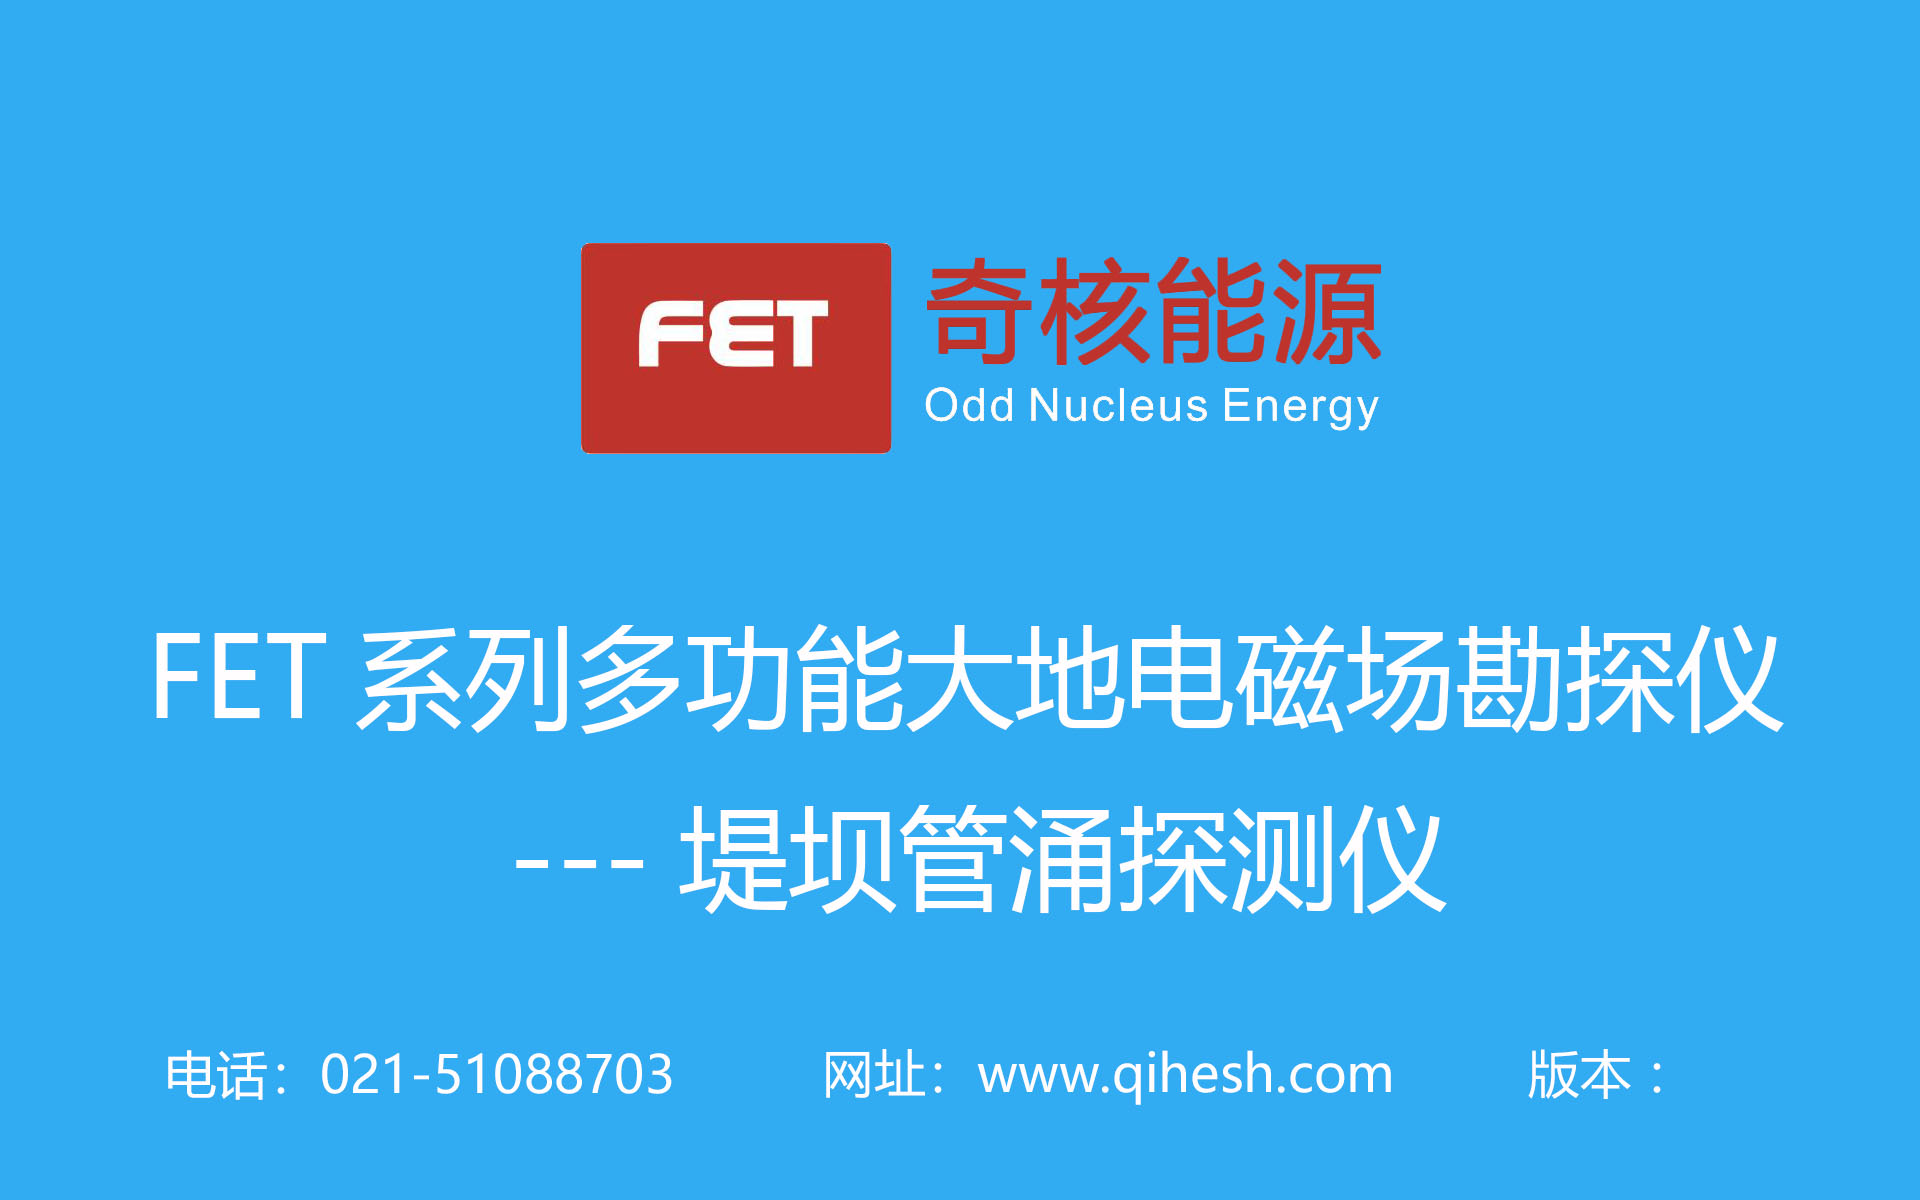 FET
奇核能源
Odd Nucleus Energy
FET 系列多功能大地电磁场勘探仪
--- 堤坝管涌探测仪
电话：021-51088703 网址：www.qihesh.com 版本：